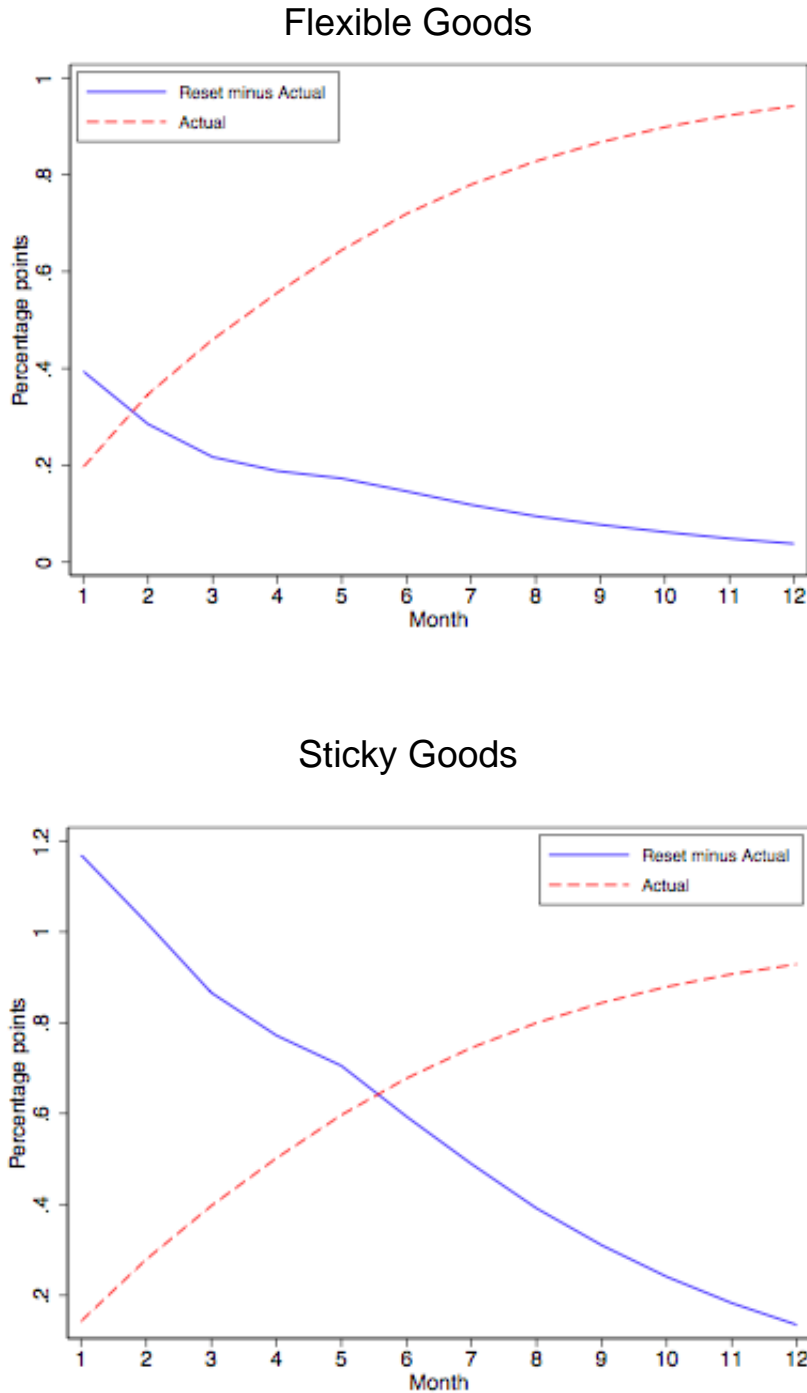 Flexible Goods
Reset minus Actual
Actual
Percentage points
1
.8
.6
.4
.2
0
1 2 3 4 5 6 7 8 9 10 11 12
Month
Sticky Goods
Reset minus Actual
Actual
Percentage points
1.2
1
.8
.6
.4
.2
1 2 3 4 5 6 7 8 9 10 11 12
Month